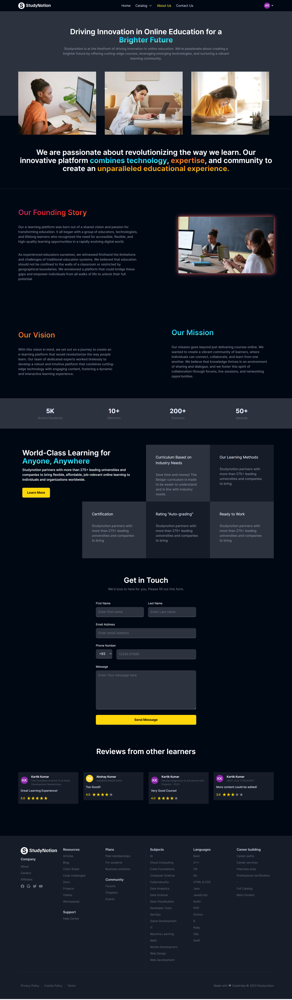 StudyNotion
Home Catalog About Us Contact Us
AR
Driving Innovation in Online Education for a
Brighter Future
Studynotion is at the forefront of driving innovation in online education. We're passionate about creating a
brighter future by offering cutting-edge courses, leveraging emerging technologies, and nurturing a vibrant
learning community.
We are passionate about revolutionizing the way we learn. Our
innovative platform combines technology, expertise, and community to
create an unparalleled educational experience.
Our Founding Story
Our e-learning platform was born out of a shared vision and passion for
transforming education. It all began with a group of educators, technologists,
and lifelong learners who recognized the need for accessible, flexible, and
high-quality learning opportunities in a rapidly evolving digital world.
As experienced educators ourselves, we witnessed firsthand the limitations
and challenges of traditional education systems. We believed that education
should not be confined to the walls of a classroom or restricted by
geographical boundaries. We envisioned a platform that could bridge these
gaps and empower individuals from all walks of life to unlock their full
potential.
Our Vision
With this vision in mind, we set out on a journey to create an
e-learning platform that would revolutionize the way people
learn. Our team of dedicated experts worked tirelessly to
develop a robust and intuitive platform that combines cutting-
edge technology with engaging content, fostering a dynamic
and interactive learning experience.
Our Mission
Our mission goes beyond just delivering courses online. We
wanted to create a vibrant community of learners, where
individuals can connect, collaborate, and learn from one
another. We believe that knowledge thrives in an environment
of sharing and dialogue, and we foster this spirit of
collaboration through forums, live sessions, and networking
opportunities.
5K
Active Students
10+
Mentors
200+
Courses
50+
Awards
World-Class Learning for
Anyone, Anywhere
Studynotion partners with more than 275+ leading universities and
companies to bring flexible, affordable, job-relevant online learning to
individuals and organizations worldwide.
Learn More
Curriculum Based on
Industry Needs
Save time and money! The
Belajar curriculum is made
to be easier to understand
and in line with industry
needs.
Our Learning Methods
Studynotion partners with
more than 275+ leading
universities and companies
to bring
Certification
Studynotion partners with
more than 275+ leading
universities and companies
to bring
Rating "Auto-grading"
Studynotion partners with
more than 275+ leading
universities and companies
to bring
Ready to Work
Studynotion partners with
more than 275+ leading
universities and companies
to bring
Get in Touch
We'd love to here for you, Please fill out this form.
First Name
Enter first name
Last Name
Enter Last name
Email Address
Enter email Address
Phone Number
+93
12345 67890
Message
Enter Your message here
Send Message
Reviews from other learners
KK
Kartik Kumar
The Complete Android 12 & Kotlin
Development Masterclass
Great Learning Experience!
5.0
AK
Akshay Kumar
ANDROID MADE EASY
Too Good!!
4.0
KK
Kartik Kumar
DevOps Beginners to Advanced with
Projects - 2023
Very Good Course!
4.0
KK
Kartik Kumar
NEXT JS & TYPESCRIPT
More content could be added!
3.0
StudyNotion
Company
About
Careers
Affiliates
Resources
Articles
Blog
Chart Sheet
Code challenges
Docs
Projects
Videos
Workspaces
Support
Help Center
Plans
Paid memberships
For students
Business solutions
Community
Forums
Chapters
Events
Subjects
AI
Cloud Computing
Code Foundations
Computer Science
Cybersecurity
Data Analytics
Data Science
Data Visualization
Developer Tools
DevOps
Game Development
IT
Machine Learning
Math
Mobile Development
Web Design
Web Development
Languages
Bash
C++
C#
Go
HTML & CSS
Java
JavaScript
Kotlin
PHP
Python
R
Ruby
SQL
Swift
Career building
Career paths
Career services
Interview prep
Professional certification
-
Full Catalog
Beta Content
Privacy Policy Cookie Policy Terms
Made with ❤ CodeHelp © 2023 Studynotion